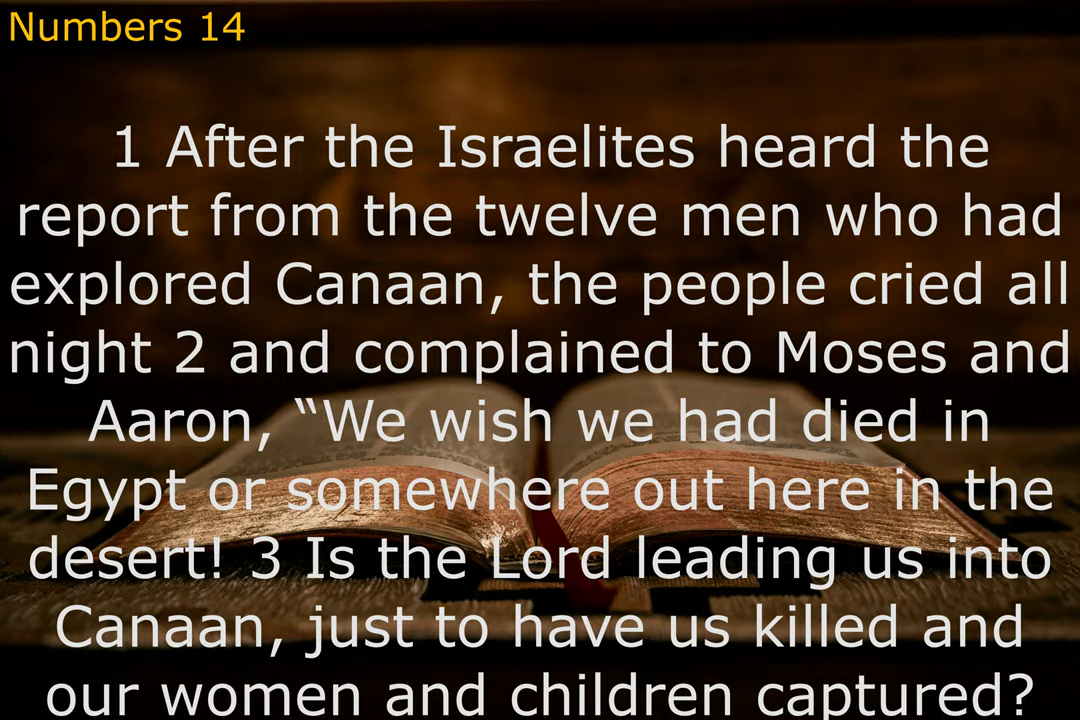 Numbers 14
1 After the Israelites heard the
report from the twelve men who had
explored Canaan, the people cried all
night 2 and complained to Moses and
Aaron, “We wish we had died in
Egypt or somewhere out here in the
desert! 3 Is the Lord leading us into
Canaan, just to have us killed and
our women and children captured?